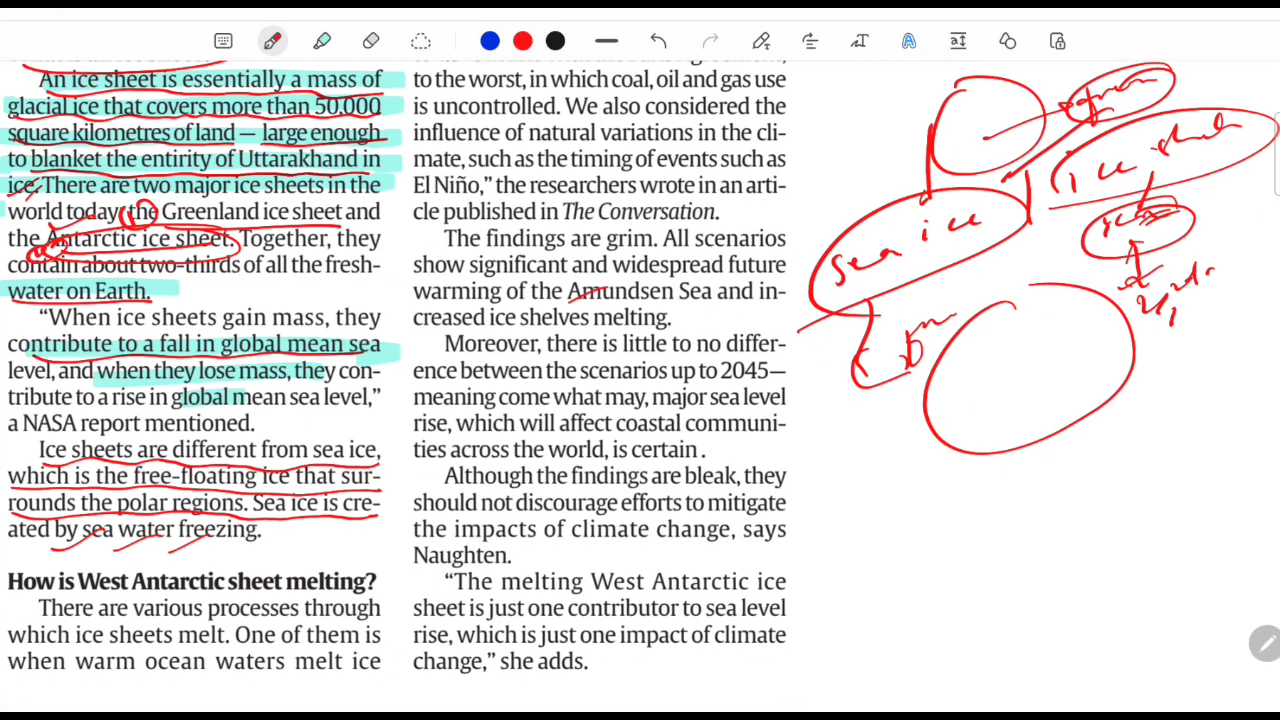 An ice sheet is essentially a mass of
glacial ice that covers more than 50,000
square kilometres of land — large enough
to blanket the entirity of Uttarakhand in
ice. There are two major ice sheets in the
world today: the Greenland ice sheet and
the Antarctic ice sheet. Together, they
contain about two-thirds of all the fresh-
water on Earth.
“When ice sheets gain mass, they
contribute to a fall in global mean sea
level, and when they lose mass, they con-
tribute to a rise in global mean sea level,”
a NASA report mentioned.
Ice sheets are different from sea ice,
which is the free-floating ice that sur-
rounds the polar regions. Sea ice is cre-
ated by sea water freezing.
How is West Antarctic sheet melting?
There are various processes through
which ice sheets melt. One of them is
when warm ocean waters melt ice
to the worst, in which coal, oil and gas use
is uncontrolled. We also considered the
influence of natural variations in the cli-
mate, such as the timing of events such as
El Niño,” the researchers wrote in an arti-
cle published in The Conversation.
The findings are grim. All scenarios
show significant and widespread future
warming of the Amundsen Sea and in-
creased ice shelves melting.
Moreover, there is little to no differ-
ence between the scenarios up to 2045—
meaning come what may, major sea level
rise, which will affect coastal communi-
ties across the world, is certain.
Although the findings are bleak, they
should not discourage efforts to mitigate
the impacts of climate change, says
Naughten.
“The melting West Antarctic ice
sheet is just one contributor to sea level
rise, which is just one impact of climate
change,” she adds.
sea ice
ice